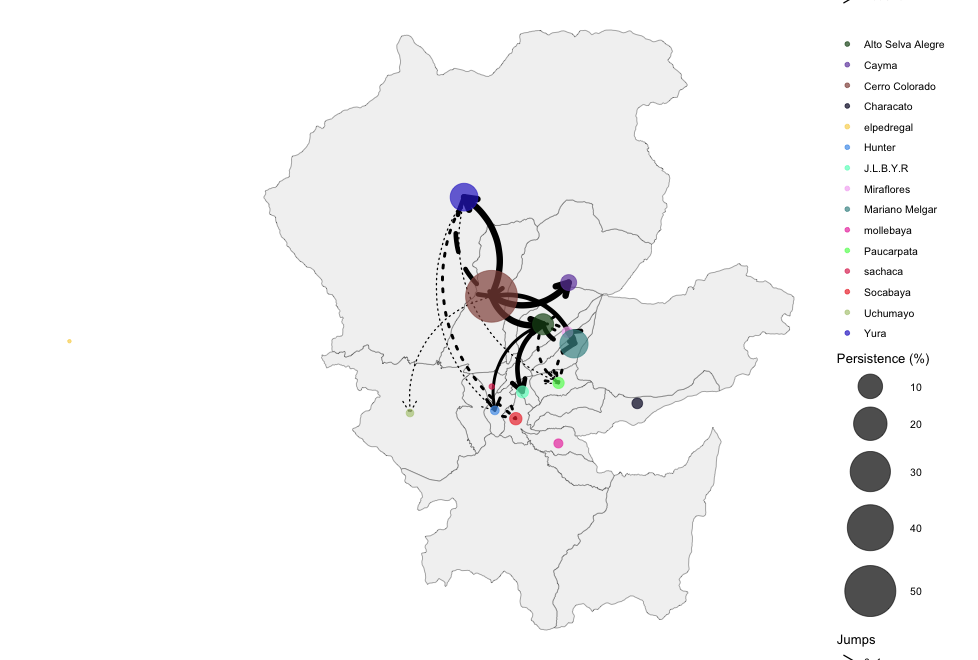 Alto Selva Alegre
Cayma
Cerro Colorado
Characato
elpedregal
Hunter
J.L.B.Y.R
Miraflores
Mariano Melgar
mollebaya
Paucarpata
sachaca
Socabaya
Uchumayo
Yura
Persistence (%)
10
20
30
40
50
Jumps